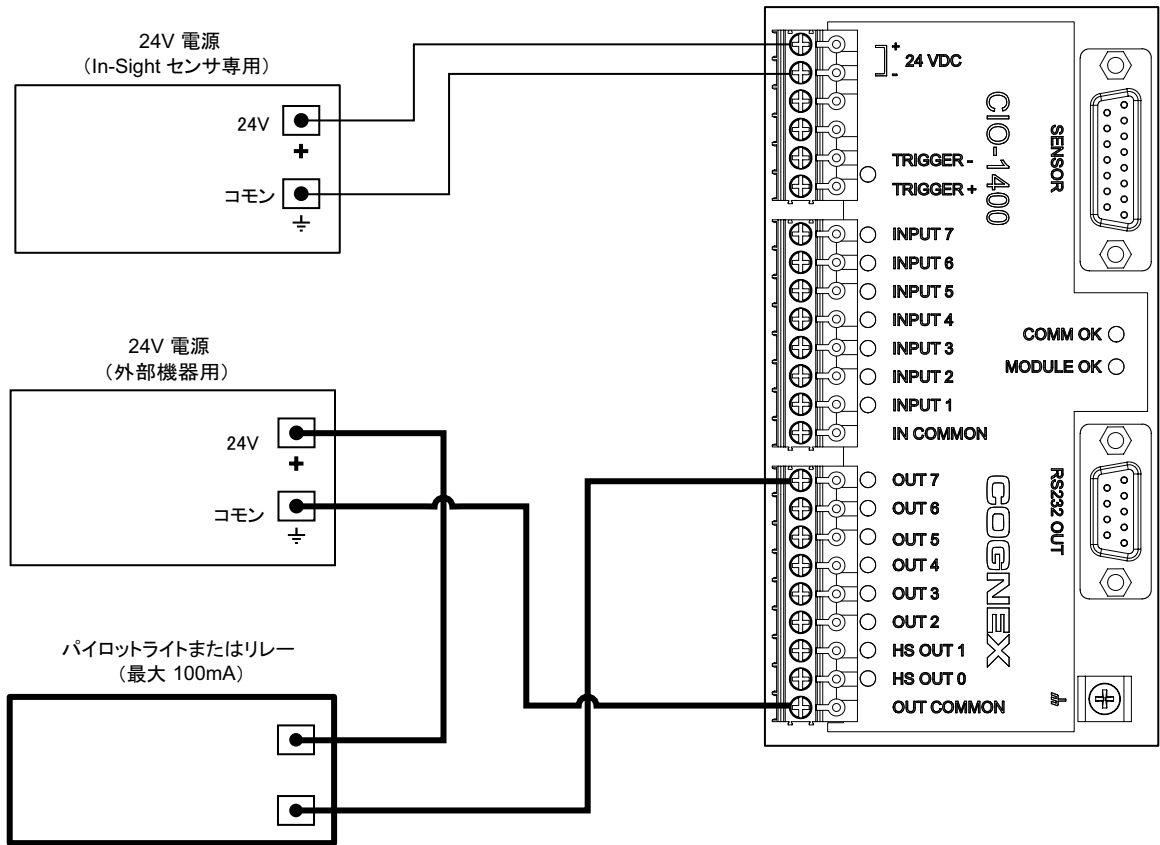 24V 電源
（In-Sight センサ専用）
24V
+
コモン
24V 電源
（外部機器用）
24V
+
コモン
パイロットライトまたはリレー
（最大 100mA）
+
-
24 VDC
TRIGGER -
TRIGGER +
INPUT 7
INPUT 6
INPUT 5
INPUT 4
INPUT 3
INPUT 2
INPUT 1
IN COMMON
OUT 7
OUT 6
OUT 5
OUT 4
OUT 3
OUT 2
HS OUT 1
HS OUT 0
OUT COMMON
CIO-1400
COGNEX
SENSOR
COMM OK
MODULE OK
RS232 OUT